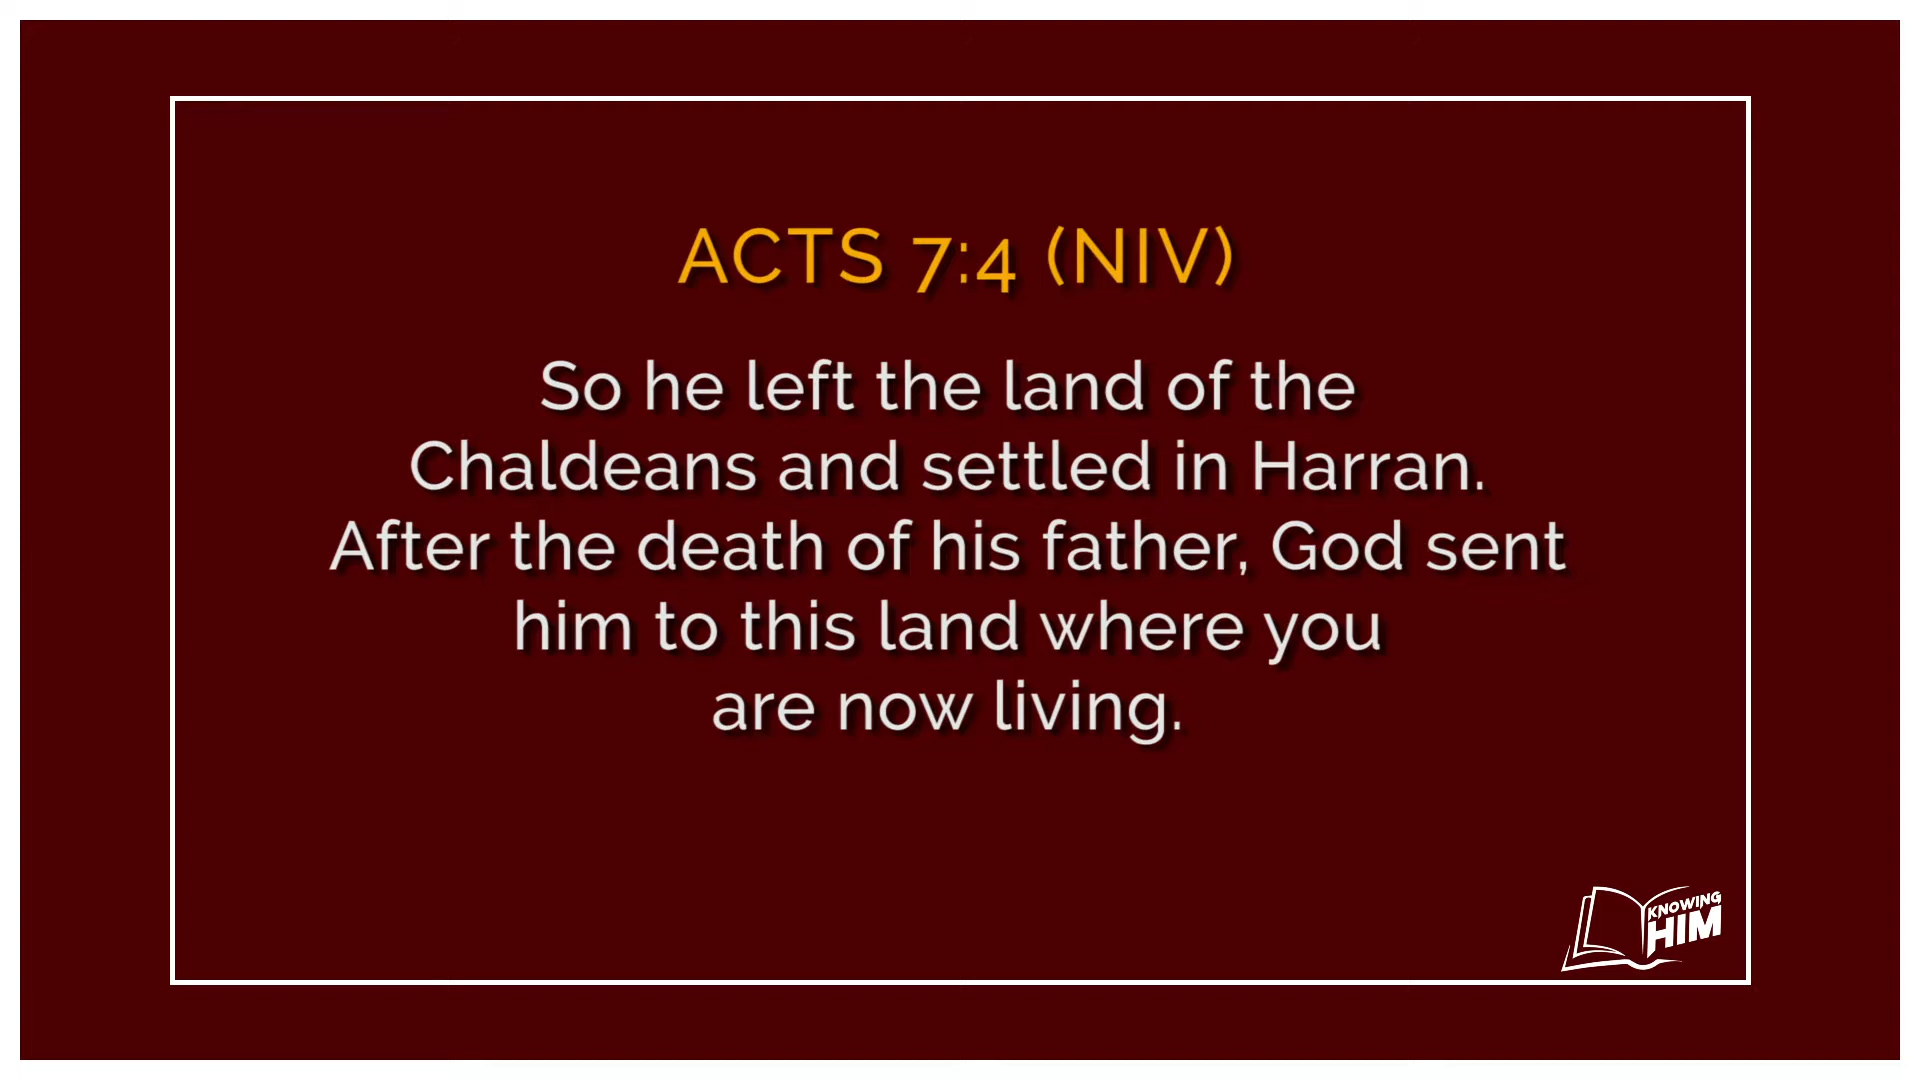 ACTS 7:4 (NIV)
So he left the land of the
Chaldeans and settled in Harran.
After the death of his father, God sent
him to this land where you
are now living.
KNOWING
HIM